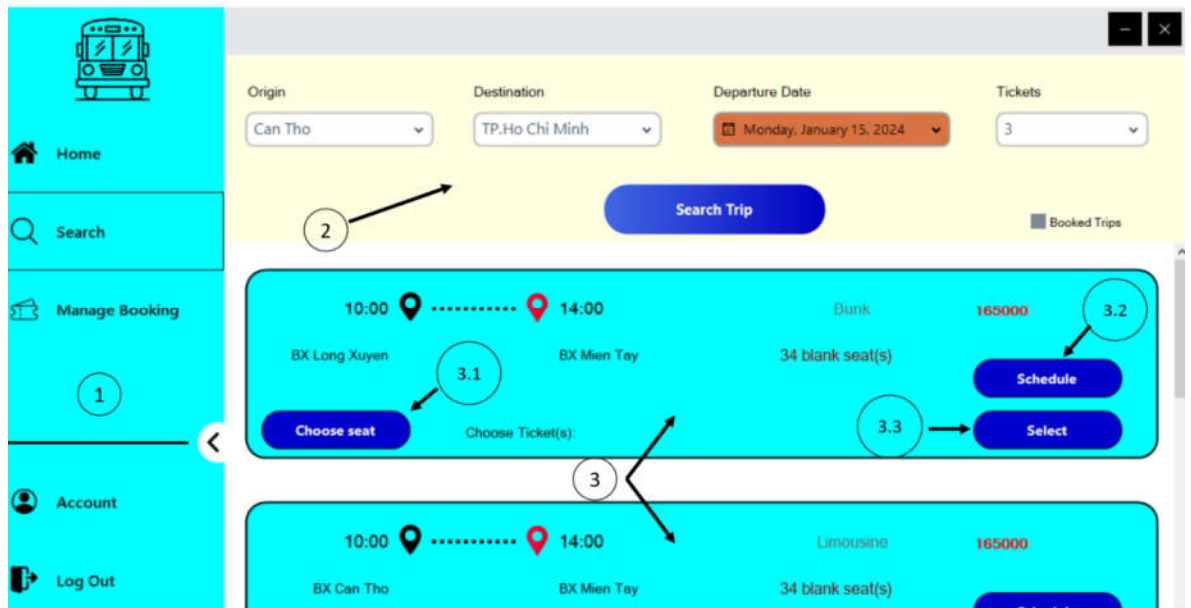 Origin Destination Departure Date Tickets
Can Tho TP.Ho Chi Minh Monday, January 15, 2024 3
Home
Search Trip
2
Search
Booked Trips
Manage Booking
10:00 14:00 Bunk 165000 3.2
BX Long Xuyen BX Mien Tay 34 blank seat(s)
3.1
Schedule
1
3.3
Choose seat Choose Ticket(s): Select
3
Account
10:00 14:00 Limousine 165000
Log Out
BX Can Tho BX Mien Tay 34 blank seat(s)